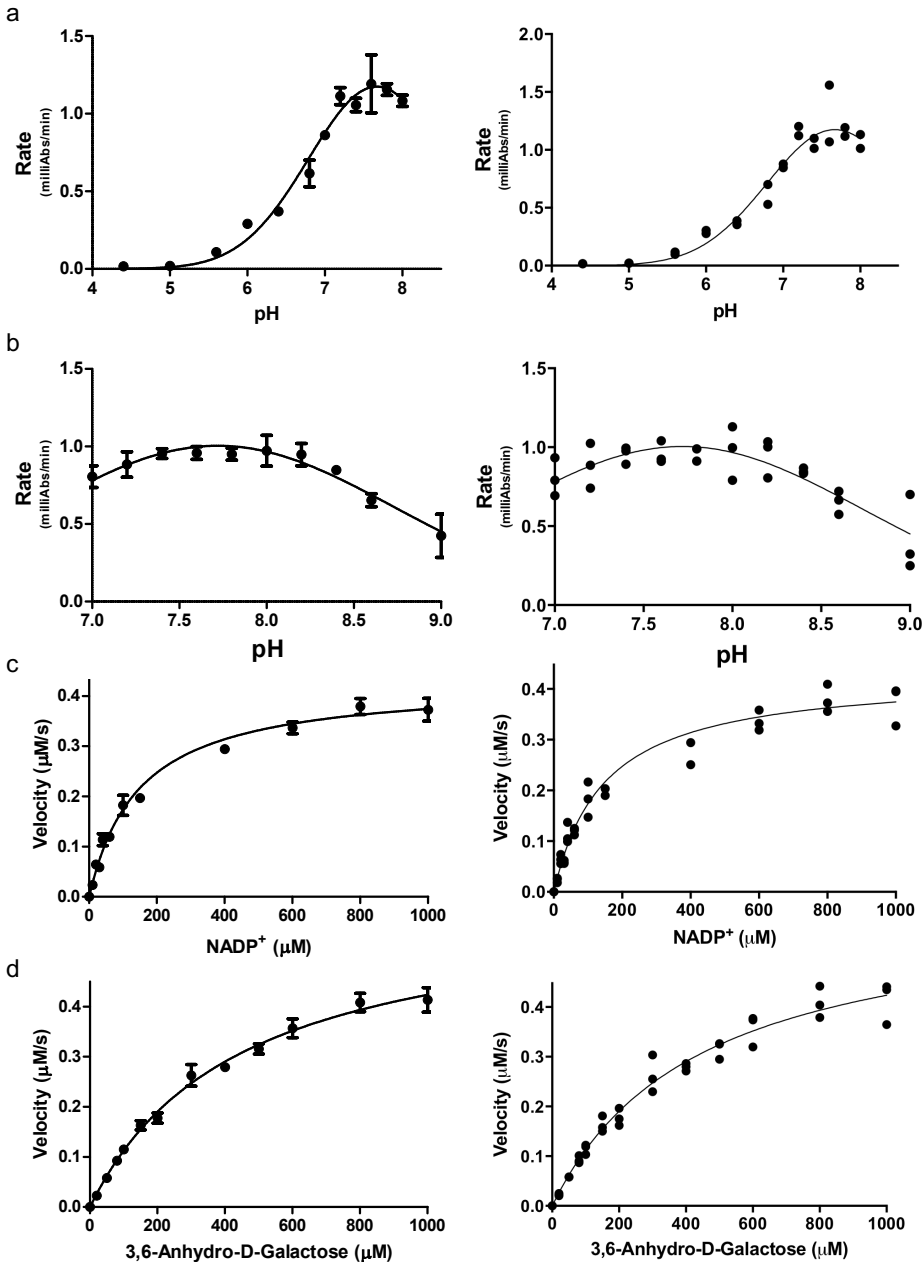 a
1.5
1.0
0.5
0.0
Rate
(milliAbs/min)
4 5 6 7 8
pH
2.0
1.5
1.0
0.5
0.0
Rate
(milliAbs/min)
4 5 6 7 8
pH
b
1.5
1.0
0.5
0.0
Rate
(milliAbs/min)
7.0 7.5 8.0 8.5 9.0
pH
1.5
1.0
0.5
0.0
Rate
(milliAbs/min)
7.0 7.5 8.0 8.5 9.0
pH
c
0.4
0.3
0.2
0.1
0.0
Velocity (μM/s)
0 200 400 600 800 1000
NADP⁺ (μM)
0.4
0.3
0.2
0.1
0.0
Velocity (μM/s)
0 200 400 600 800 1000
NADP⁺ (μM)
d
0.4
0.3
0.2
0.1
0.0
Velocity (μM/s)
0 200 400 600 800 1000
3,6-Anhydro-D-Galactose (μM)
0.4
0.3
0.2
0.1
0.0
Velocity (μM/s)
0 200 400 600 800 1000
3,6-Anhydro-D-Galactose (μM)